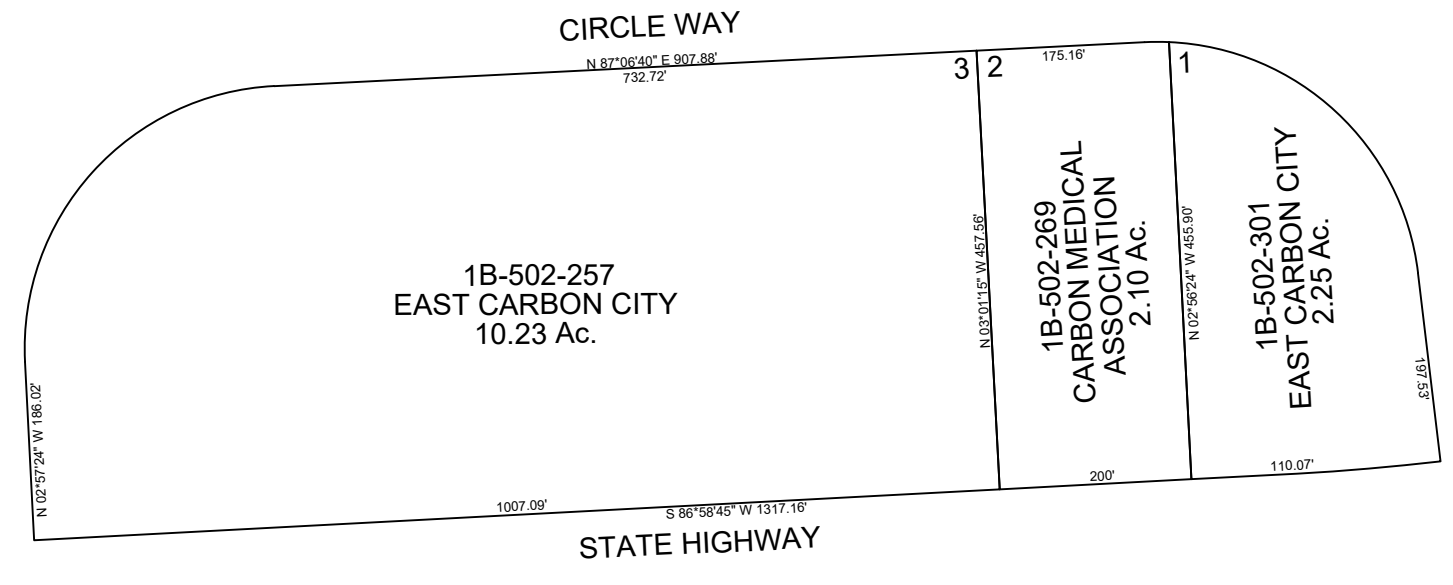 CIRCLE WAY
N 87°06'40" E 907.88'
732.72'
175.16'
3
2
1
1B-502-257
EAST CARBON CITY
10.23 Ac.
1B-502-269
CARBON MEDICAL
ASSOCIATION
2.10 Ac.
1B-502-301
EAST CARBON CITY
2.25 Ac.
N 03°01'15" W 457.56'
N 02°56'24" W 455.90'
N 02°57'24" W 186.02'
197.53'
1007.09'
S 86°58'45" W 1317.16'
200'
110.07'
STATE HIGHWAY